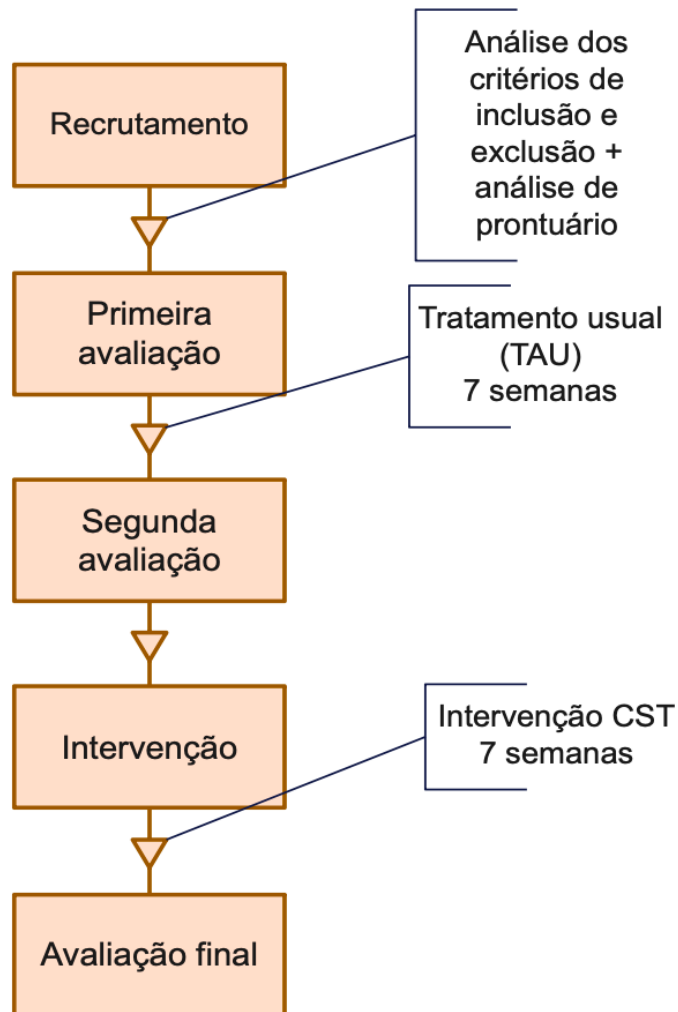 Recrutamento
Análise dos
critérios de
inclusão e
exclusão +
análise de
prontuário
Primeira
avaliação
Tratamento usual
(TAU)
7 semanas
Segunda
avaliação
Intervenção
Intervenção CST
7 semanas
Avaliação final